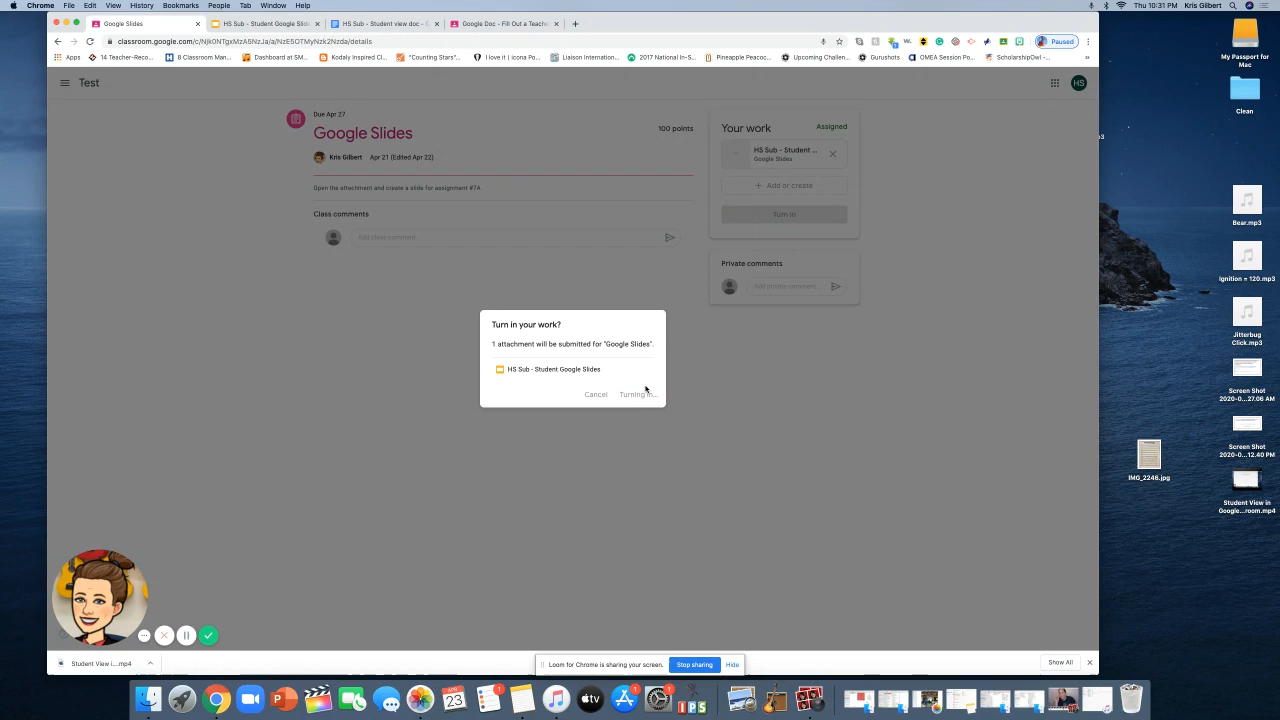 Chrome File Edit View History Bookmarks People Tab Window Help
Thu 10:31 PM Kris Gilbert
Google Slides
HS Sub - Student Google Slid
HS Sub - Student view doc - G
Google Doc - Fill Out a Teache
classroom.google.com/c/Njk0NTgxMzA5NzJa/a/NzE5OTMyNzk2Nzda/details
Paused
Apps
14 Teacher-Reco...
8 Classroom Man...
Dashboard at SM...
Kodaly Inspired Cl...
"Counting Stars"...
I love it | Icona Po...
Liaison Internation...
2017 National In-S...
Pineapple Peacoc...
Upcoming Challen...
Gurushots
OMEA Session Po...
ScholarshipOwl -...
»
Test
HS
Due Apr 27
Google Slides
100 points
Kris Gilbert Apr 21 (Edited Apr 22)
Open the attachment and create a slide for assignment #7A
Class comments
Add class comment...
Your work
Assigned
HS Sub - Student ...
Google Slides
+ Add or create
Turn in
Private comments
Add private comment...
Turn in your work?
1 attachment will be submitted for "Google Slides".
HS Sub - Student Google Slides
Cancel
Turning in...
Student View i....mp4
Loom for Chrome is sharing your screen.
Stop sharing
Hide
Show All
My Passport for
Mac
Clean
p3
Bear.mp3
Ignition = 120.mp3
Jitterbug
Click.mp3
Screen Shot
2020-0...27.06 AM
Screen Shot
2020-0...12.40 PM
IMG_2246.jpg
Student View in
Google...room.mp4
APR
23
1
tv
1
1
IPS